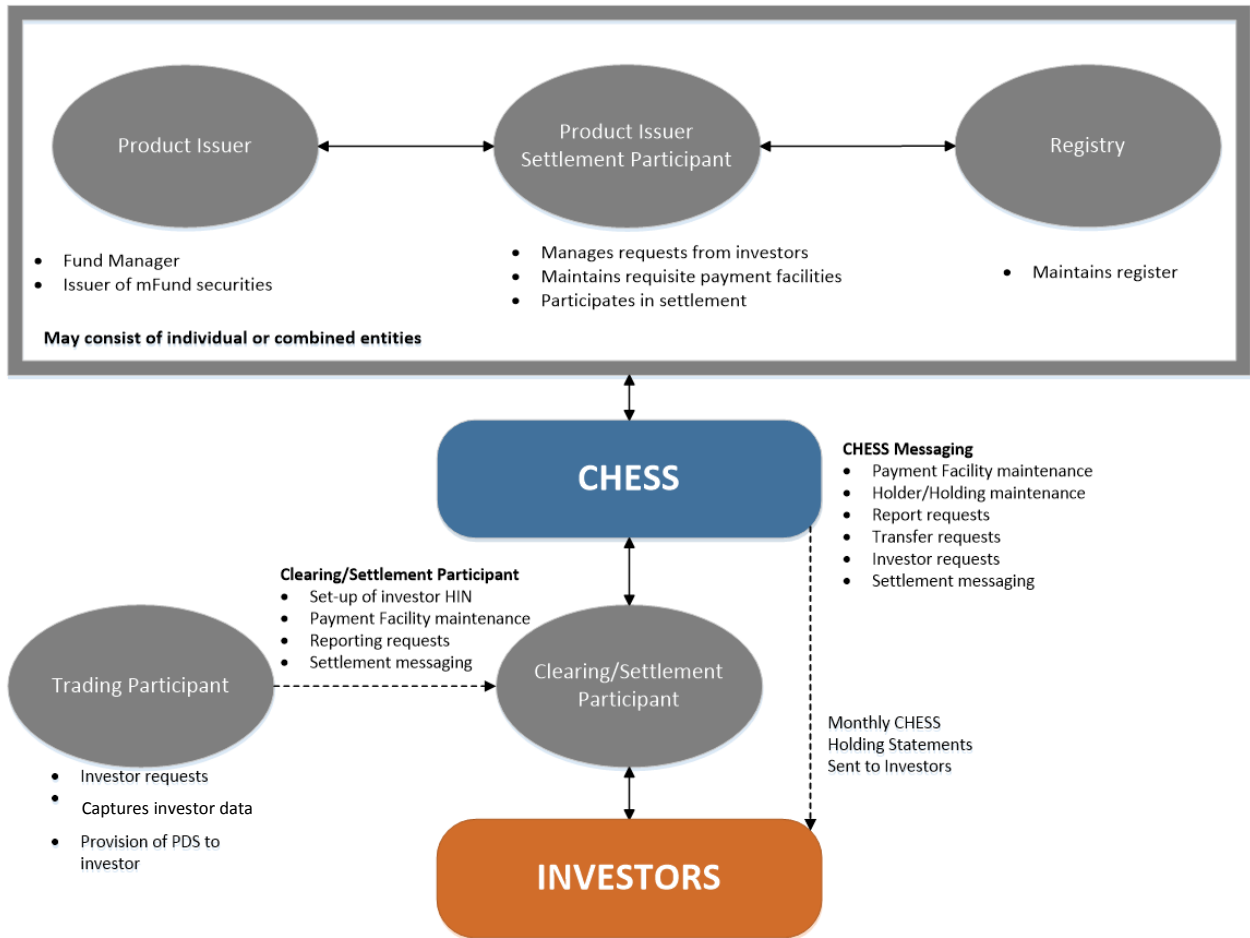 Product Issuer
Product Issuer
Settlement Participant
Registry
• Fund Manager
• Issuer of mFund securities
• Manages requests from investors
• Maintains requisite payment facilities
• Participates in settlement
• Maintains register
May consist of individual or combined entities
CHESS
CHESS Messaging
• Payment Facility maintenance
• Holder/Holding maintenance
• Report requests
• Transfer requests
• Investor requests
• Settlement messaging
Clearing/Settlement Participant
• Set-up of investor HIN
• Payment Facility maintenance
• Reporting requests
• Settlement messaging
Trading Participant
Clearing/Settlement
Participant
• Investor requests
• Captures investor data
• Provision of PDS to
investor
Monthly CHESS
Holding Statements
Sent to Investors
INVESTORS